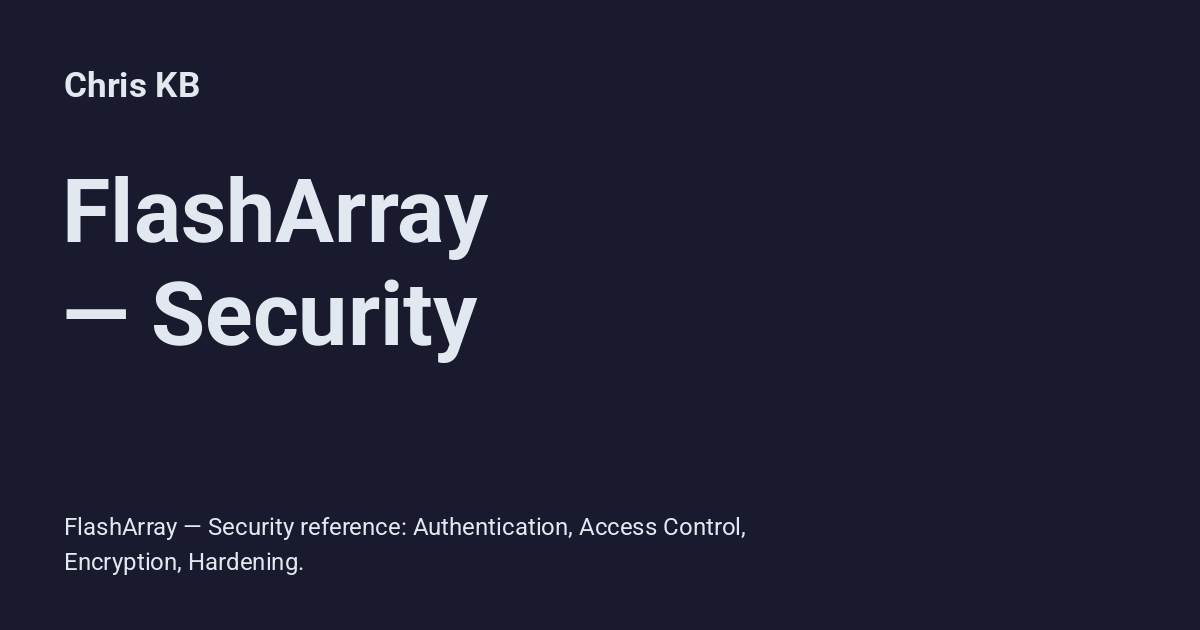 Chris KB
FlashArray
— Security
FlashArray — Security reference: Authentication, Access Control,
Encryption, Hardening.